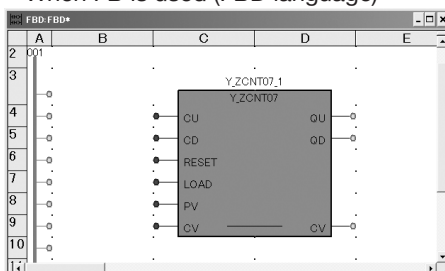 When FB is used (FBD language)
FBD:FBD*
A B C D E
2 001
3 Y_ZCNT07_1
Y_ZCNT07
4 CU QU
5 CD QD
6 RESET
7 LOAD
8 PV
9 CV CV
10
11